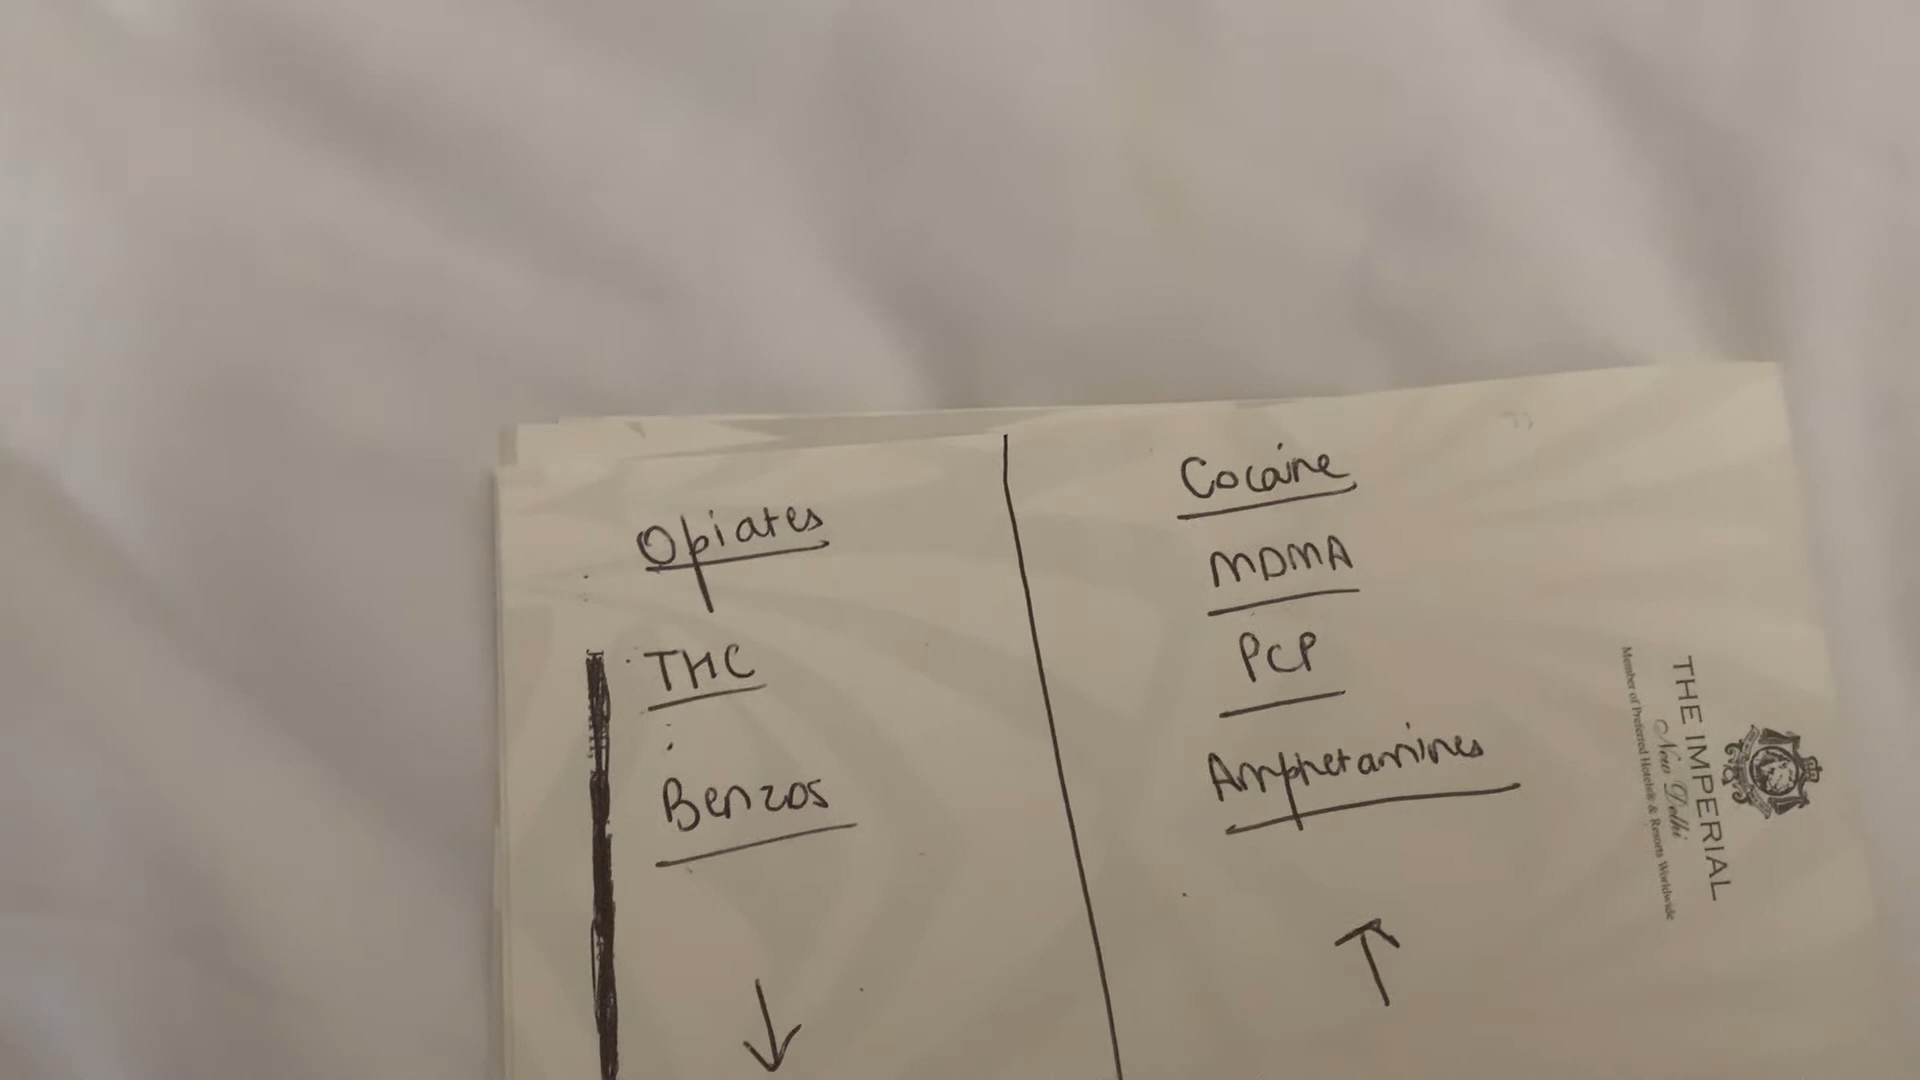 Opiates
THC
Benzos
↓
Cocaine
MDMA
PCP
Amphetamines
↑
THE IMPERIAL
New Delhi
Member of Preferred Hotels & Resorts Worldwide